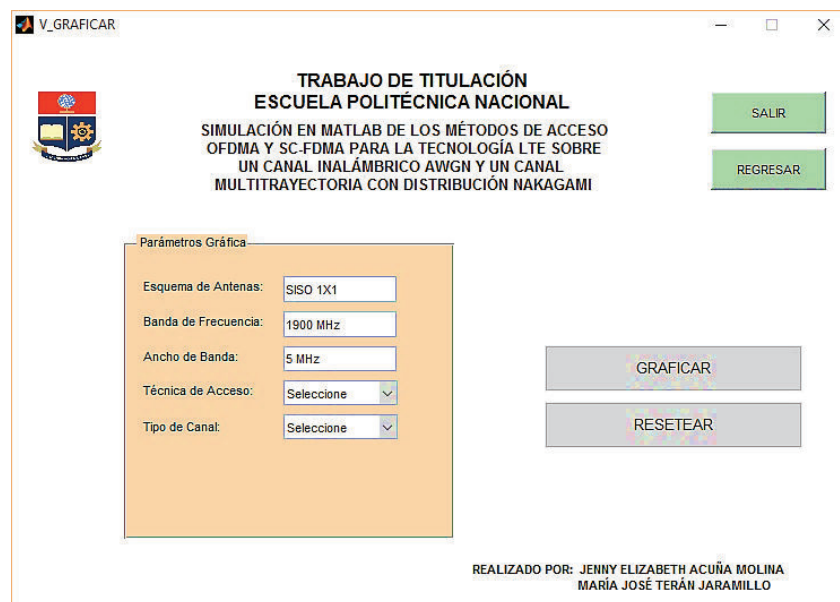 V_GRAFICAR
TRABAJO DE TITULACIÓN
ESCUELA POLITÉCNICA NACIONAL
SIMULACIÓN EN MATLAB DE LOS MÉTODOS DE ACCESO
OFDMA Y SC-FDMA PARA LA TECNOLOGÍA LTE SOBRE
UN CANAL INALÁMBRICO AWGN Y UN CANAL
MULTITRAYECTORIA CON DISTRIBUCIÓN NAKAGAMI
SALIR
REGRESAR
Parámetros Gráfica
Esquema de Antenas: SISO 1X1
Banda de Frecuencia: 1900 MHz
Ancho de Banda: 5 MHz
Técnica de Acceso: Seleccione
Tipo de Canal: Seleccione
GRAFICAR
RESETEAR
REALIZADO POR: JENNY ELIZABETH ACUÑA MOLINA
MARÍA JOSÉ TERÁN JARAMILLO